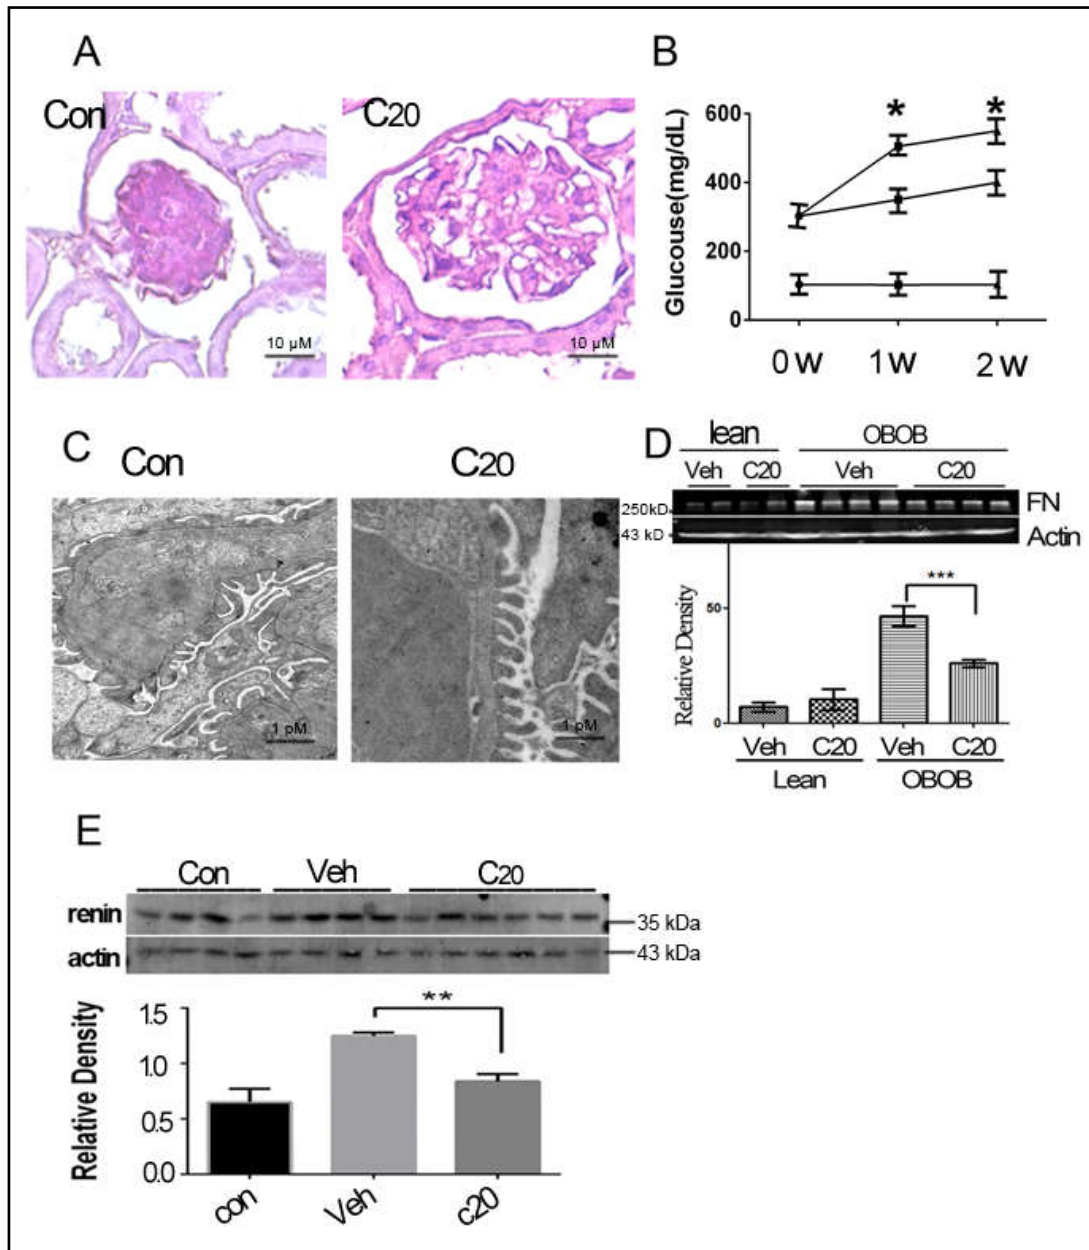 A
Con
C20
10 µM
10 µM
B
Glucouse(mg/dL)
600
400
200
0
* *
0 W 1 W 2 W
C
Con
C20
1 pM
1 pM
D
lean OBOB
Veh C20 Veh C20
250kD
FN
43 kD
Actin
Relative Density
50
0
***
Veh C20 Veh C20
Lean OBOB
E
Con Veh C20
renin
35 kDa
actin
43 kDa
Relative Density
1.5
1.0
0.5
0.0
**
con Veh c20